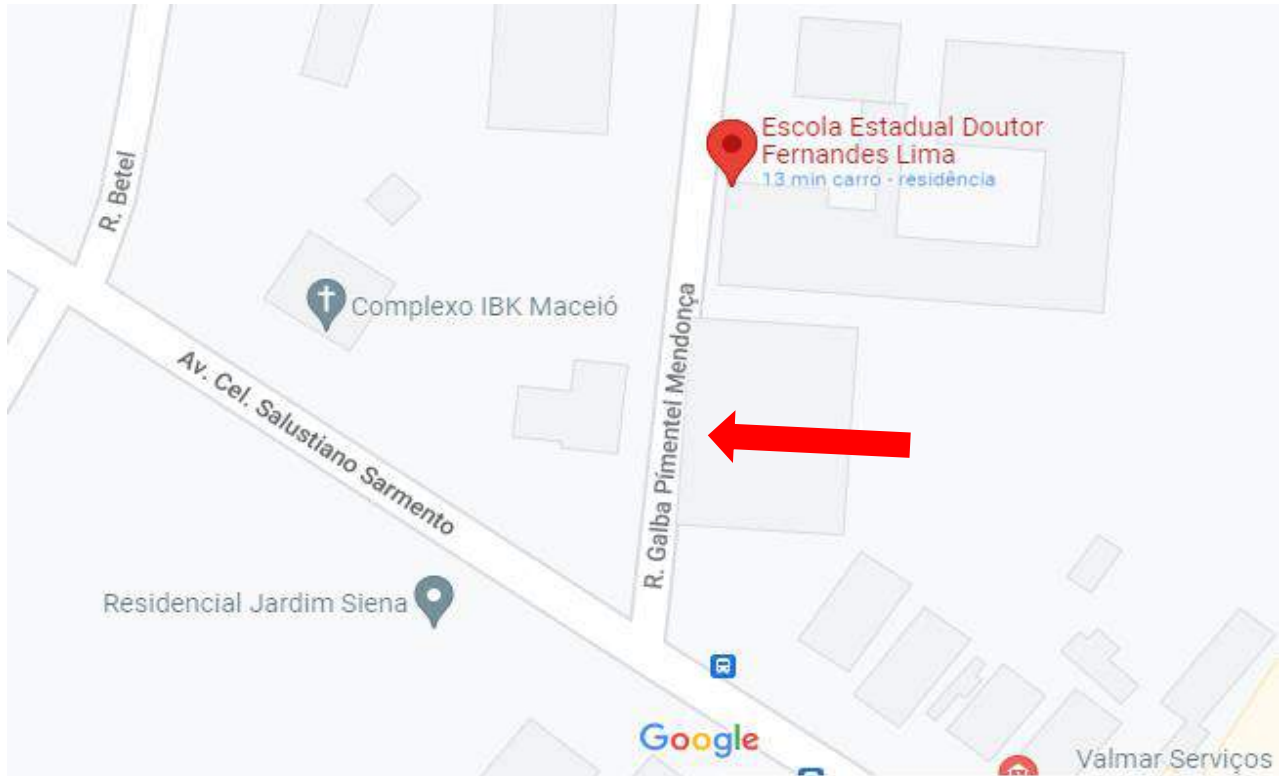 Escola Estadual Doutor
Fernandes Lima
13 min carro - residência
R. Betel
Complexo IBK Maceió
R. Galba Pimentel Mendonça
Av. Cel. Salustiano Sarmento
Residencial Jardim Siena
Google
Valmar Serviços